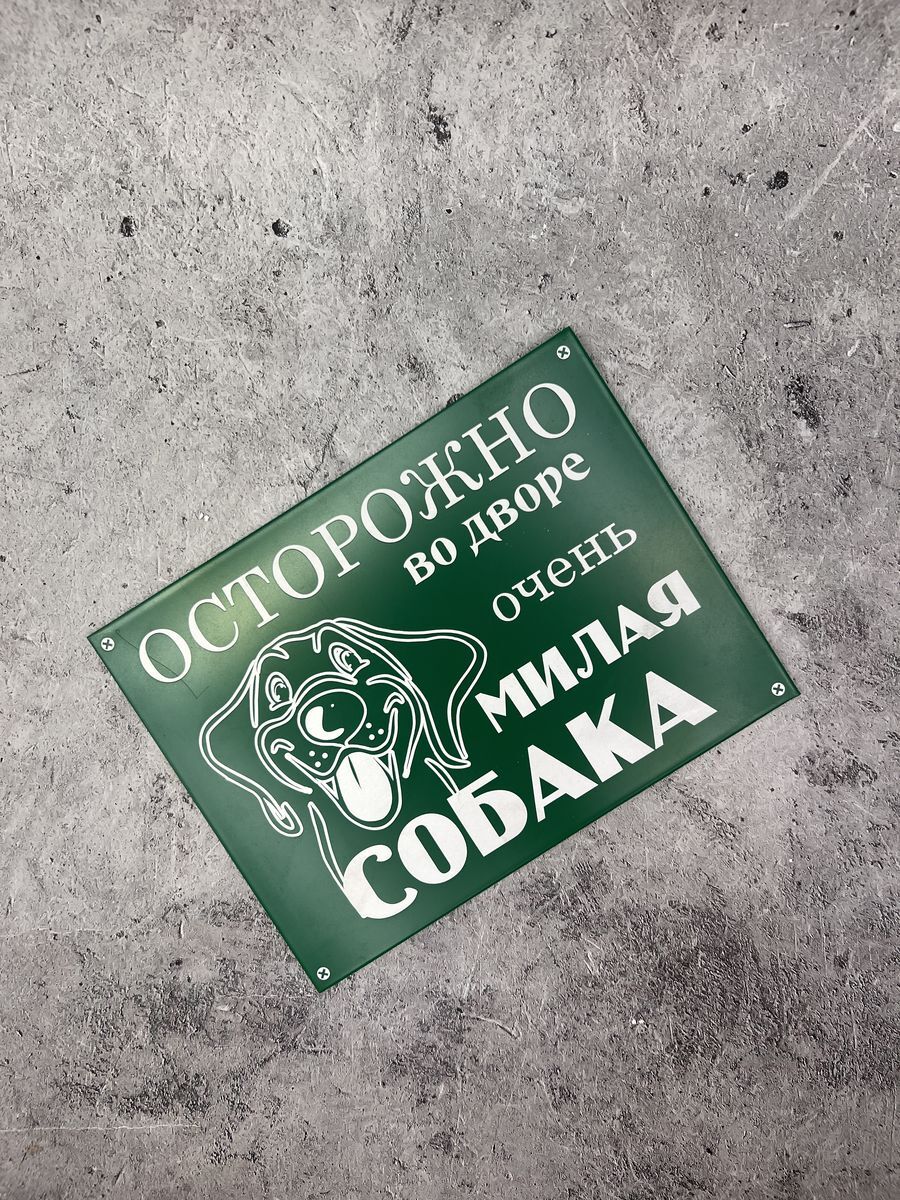 ОСТОРОЖНО
во дворе
очень
МИЛАЯ
СОБАКА